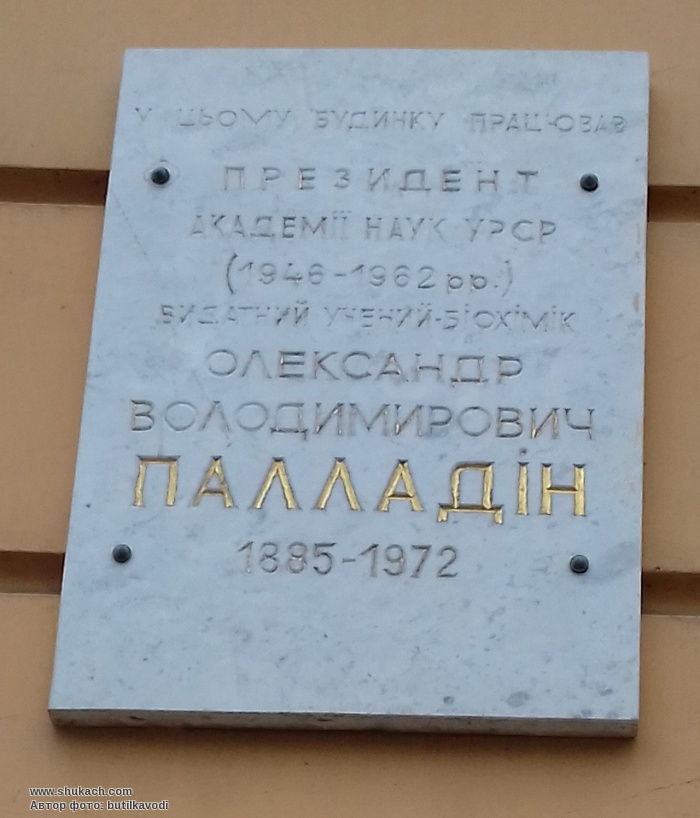 У ЦЬОМУ БУДИНКУ ПРАЦЮВАВ
ПРЕЗИДЕНТ
АКАДЕМІЇ НАУК УРСР
(1946-1962 рр.)
ВИДАТНИЙ УЧЕНИЙ-БІОХІМІК
ОЛЕКСАНДР
ВОЛОДИМИРОВИЧ
ПАЛЛАДІН
1885-1972
www.shukach.com
Автор фото: butilkavodi